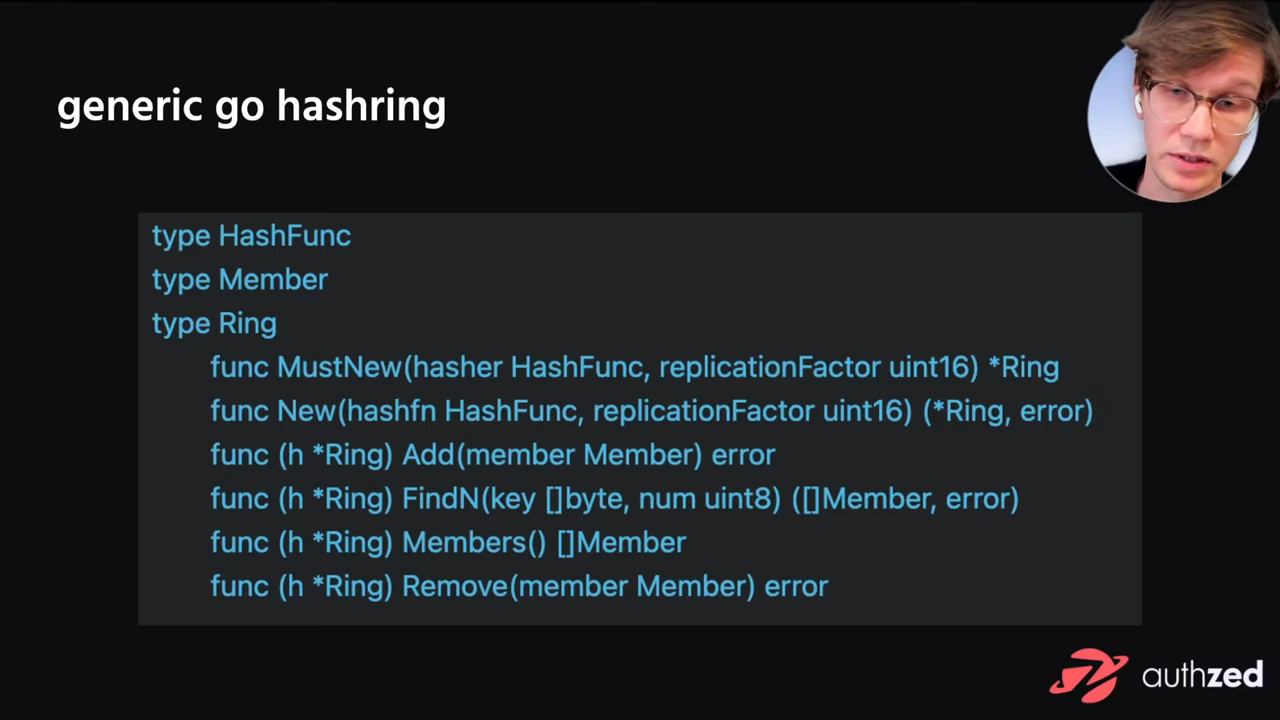 generic go hashring
type HashFunc
type Member
type Ring
func MustNew(hasher HashFunc, replicationFactor uint16) *Ring
func New(hashfn HashFunc, replicationFactor uint16) (*Ring, error)
func (h *Ring) Add(member Member) error
func (h *Ring) FindN(key []byte, num uint8) ([]Member, error)
func (h *Ring) Members() []Member
func (h *Ring) Remove(member Member) error
authzed